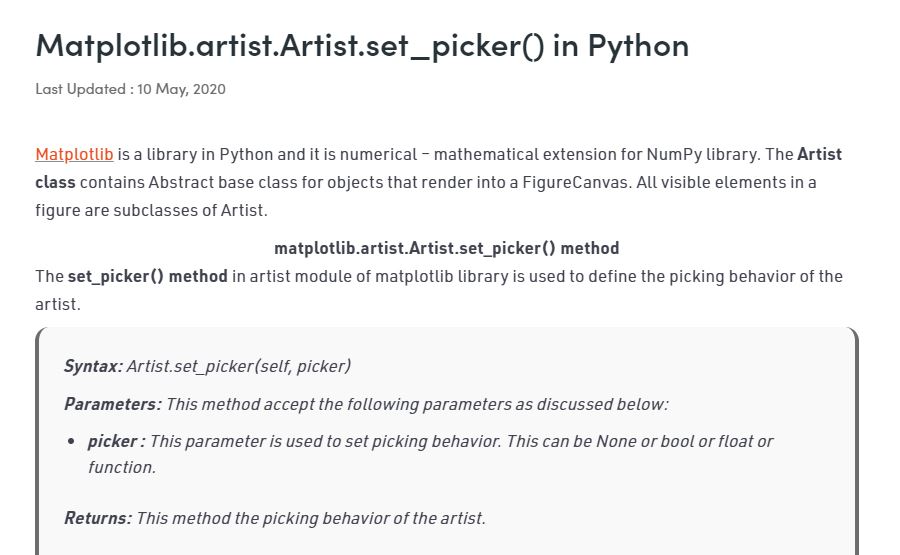 Matplotlib.artist.Artist.set_picker() in Python
Last Updated : 10 May, 2020
Matplotlib is a library in Python and it is numerical – mathematical extension for NumPy library. The Artist
class contains Abstract base class for objects that render into a FigureCanvas. All visible elements in a
figure are subclasses of Artist.
matplotlib.artist.Artist.set_picker() method
The set_picker() method in artist module of matplotlib library is used to define the picking behavior of the
artist.
Syntax: Artist.set_picker(self, picker)
Parameters: This method accept the following parameters as discussed below:
• picker : This parameter is used to set picking behavior. This can be None or bool or float or
function.
Returns: This method the picking behavior of the artist.